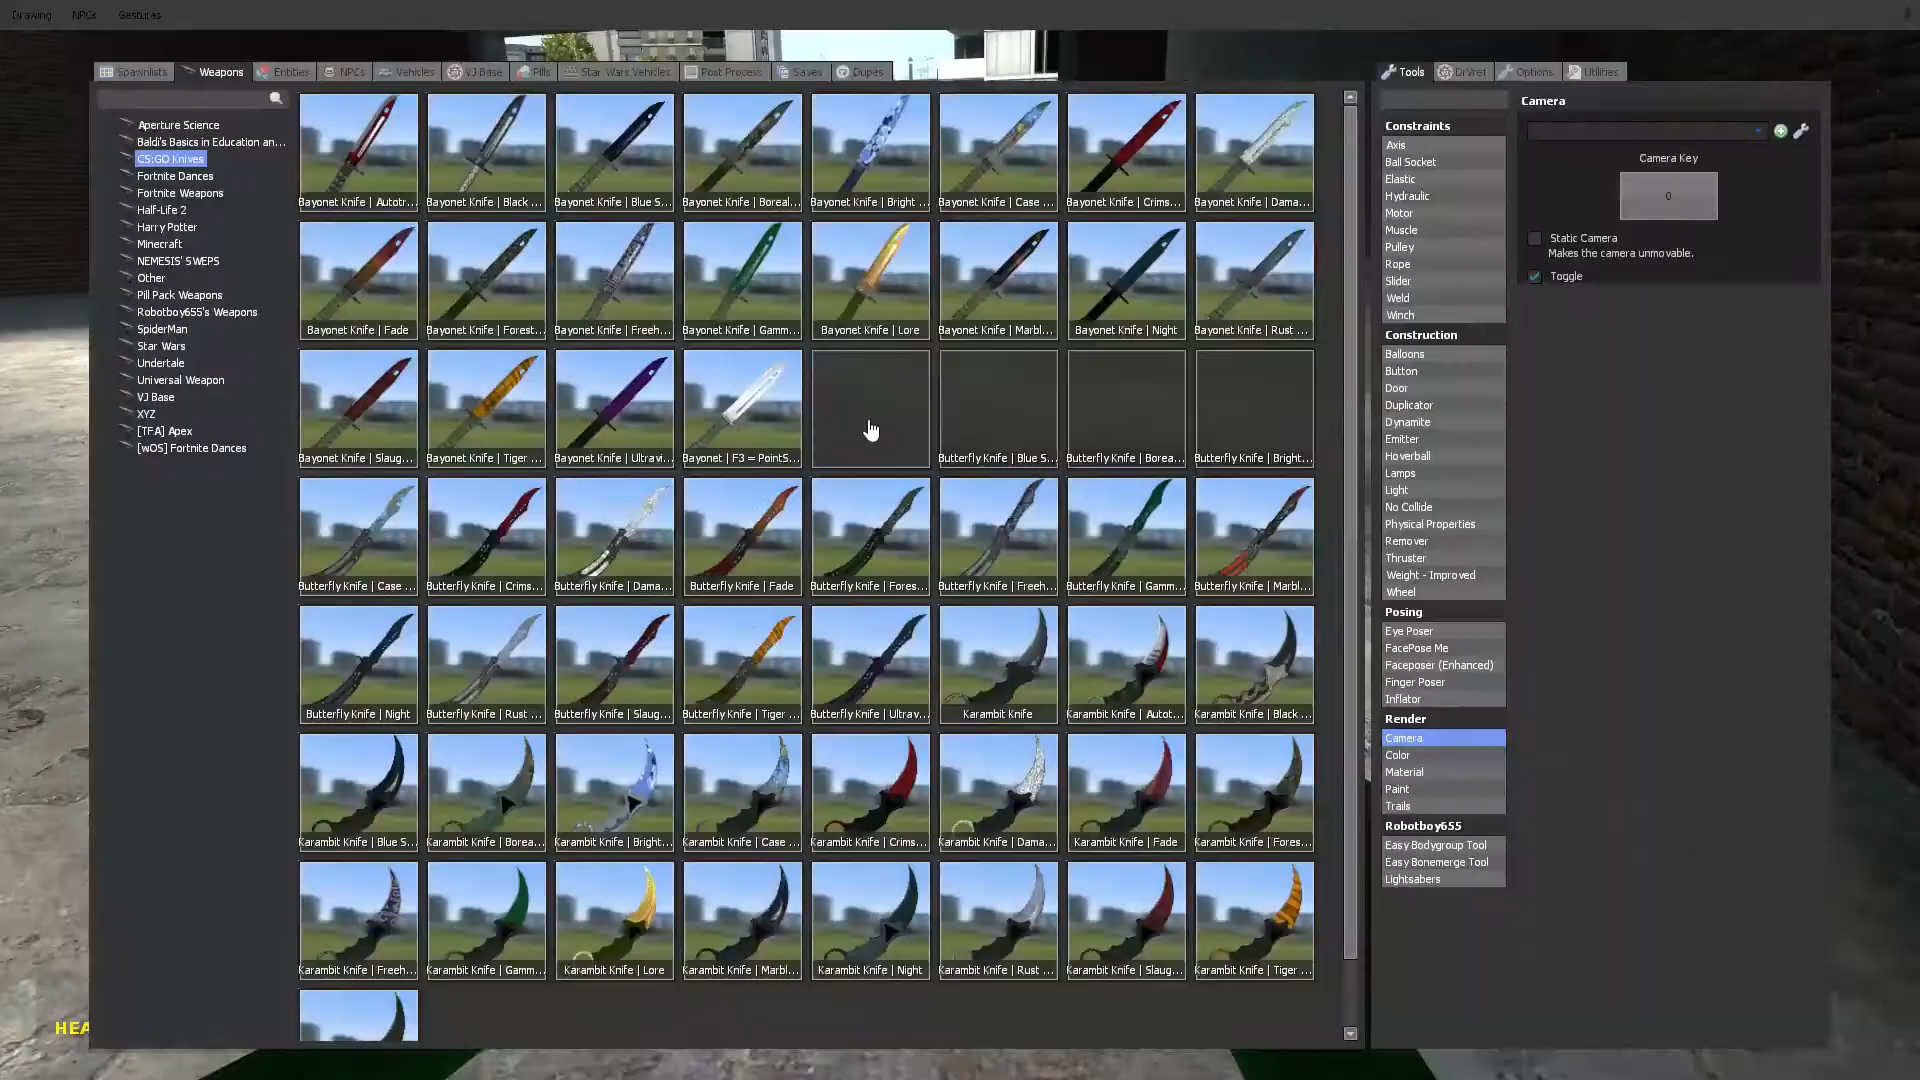 Drawing NPCs Gestures
Spawnlists Weapons Entities NPCs Vehicles VJ Base Pills Star Wars Vehicles Post Process Saves Dupes
Tools DrVrej Options Utilities
Aperture Science
Baldi's Basics in Education an...
CS:GO Knives
Fortnite Dances
Fortnite Weapons
Half-Life 2
Harry Potter
Minecraft
NEMESIS' SWEPS
Other
Pill Pack Weapons
Robotboy655's Weapons
SpiderMan
Star Wars
Undertale
Universal Weapon
VJ Base
XYZ
[TFA] Apex
[wOS] Fortnite Dances
Bayonet Knife | Autotr... Bayonet Knife | Black ... Bayonet Knife | Blue S... Bayonet Knife | Boreal... Bayonet Knife | Bright ... Bayonet Knife | Case ... Bayonet Knife | Crims... Bayonet Knife | Dama...
Bayonet Knife | Fade Bayonet Knife | Forest... Bayonet Knife | Freeh... Bayonet Knife | Gamm... Bayonet Knife | Lore Bayonet Knife | Marbl... Bayonet Knife | Night Bayonet Knife | Rust ...
Bayonet Knife | Slaug... Bayonet Knife | Tiger ... Bayonet Knife | Ultravi... Bayonet | F3 = PointS... Butterfly Knife | Blue S... Butterfly Knife | Borea... Butterfly Knife | Bright...
Butterfly Knife | Case ... Butterfly Knife | Crims... Butterfly Knife | Dama... Butterfly Knife | Fade Butterfly Knife | Fores... Butterfly Knife | Freeh... Butterfly Knife | Gamm... Butterfly Knife | Marbl...
Butterfly Knife | Night Butterfly Knife | Rust ... Butterfly Knife | Slaug... Butterfly Knife | Tiger ... Butterfly Knife | Ultrav... Karambit Knife Karambit Knife | Autot... Karambit Knife | Black ...
Karambit Knife | Blue S... Karambit Knife | Borea... Karambit Knife | Bright... Karambit Knife | Case ... Karambit Knife | Crims... Karambit Knife | Dama... Karambit Knife | Fade Karambit Knife | Fores...
Karambit Knife | Freeh... Karambit Knife | Gamm... Karambit Knife | Lore Karambit Knife | Marbl... Karambit Knife | Night Karambit Knife | Rust ... Karambit Knife | Slaug... Karambit Knife | Tiger ...
HEA
Constraints
Axis
Ball Socket
Elastic
Hydraulic
Motor
Muscle
Pulley
Rope
Slider
Weld
Winch
Construction
Balloons
Button
Door
Duplicator
Dynamite
Emitter
Hoverball
Lamps
Light
No Collide
Physical Properties
Remover
Thruster
Weight - Improved
Wheel
Posing
Eye Poser
FacePose Me
Faceposer (Enhanced)
Finger Poser
Inflator
Render
Camera
Color
Material
Paint
Trails
Robotboy655
Easy Bodygroup Tool
Easy Bonemerge Tool
Lightsabers
Camera
Camera Key
0
Static Camera
Makes the camera unmovable.
Toggle